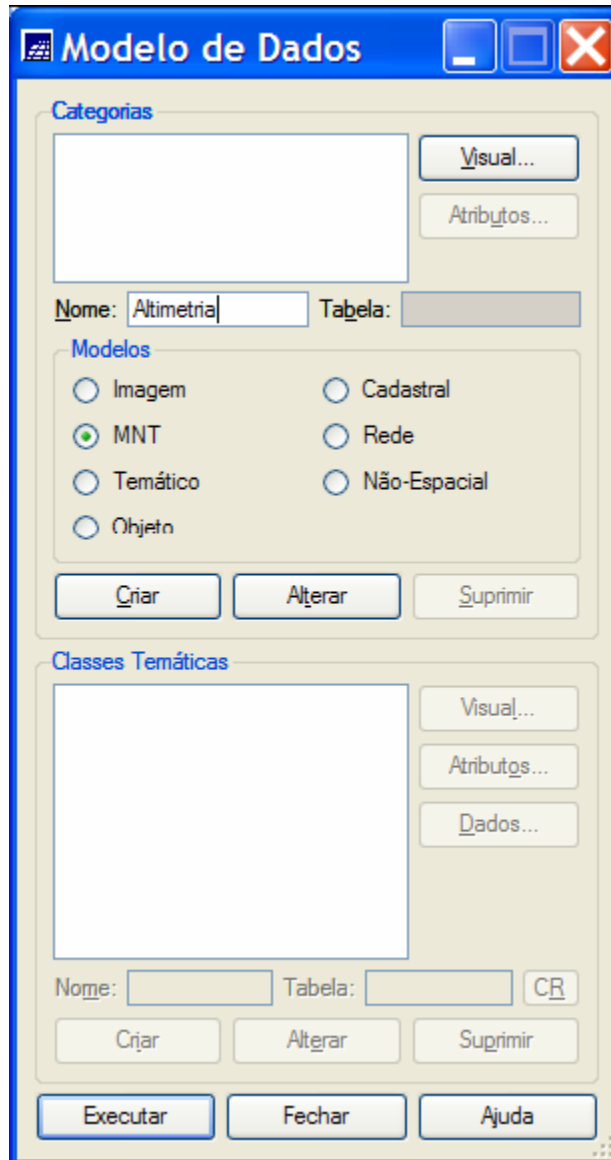 Modelo de Dados
Categorias
Visual...
Atributos...
Nome: Altimetria Tabela:
Modelos
Imagem Cadastral
MNT Rede
Temático Não-Espacial
Objeto
Criar Alterar Suprimir
Classes Temáticas
Visual...
Atributos...
Dados...
Nome: Tabela: CR
Criar Alterar Suprimir
Executar Fechar Ajuda